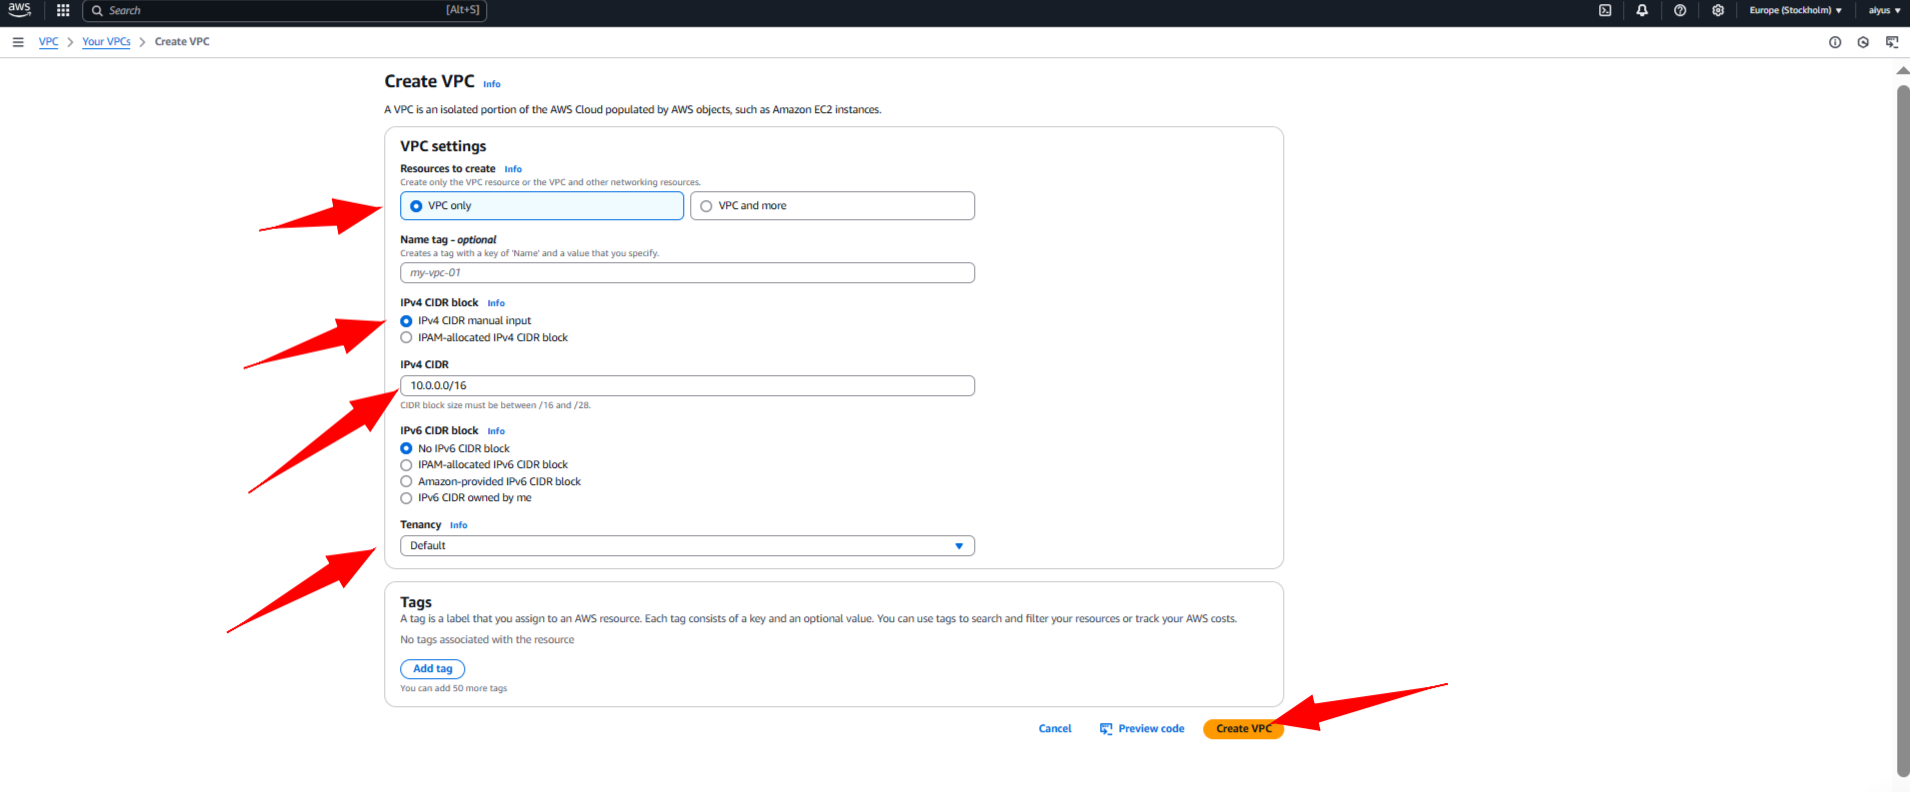 aws
Search
[Alt+S]
Europe (Stockholm)
aiyus
VPC
Your VPCs
Create VPC
Create VPC Info
A VPC is an isolated portion of the AWS Cloud populated by AWS objects, such as Amazon EC2 instances.
VPC settings
Resources to create Info
Create only the VPC resource or the VPC and other networking resources.
VPC only
VPC and more
Name tag - optional
Creates a tag with a key of 'Name' and a value that you specify.
my-vpc-01
IPv4 CIDR block Info
IPv4 CIDR manual input
IPAM-allocated IPv4 CIDR block
IPv4 CIDR
10.0.0.0/16
CIDR block size must be between /16 and /28.
IPv6 CIDR block Info
No IPv6 CIDR block
IPAM-allocated IPv6 CIDR block
Amazon-provided IPv6 CIDR block
IPv6 CIDR owned by me
Tenancy Info
Default
Tags
A tag is a label that you assign to an AWS resource. Each tag consists of a key and an optional value. You can use tags to search and filter your resources or track your AWS costs.
No tags associated with the resource
Add tag
You can add 50 more tags
Cancel
Preview code
Create VPC